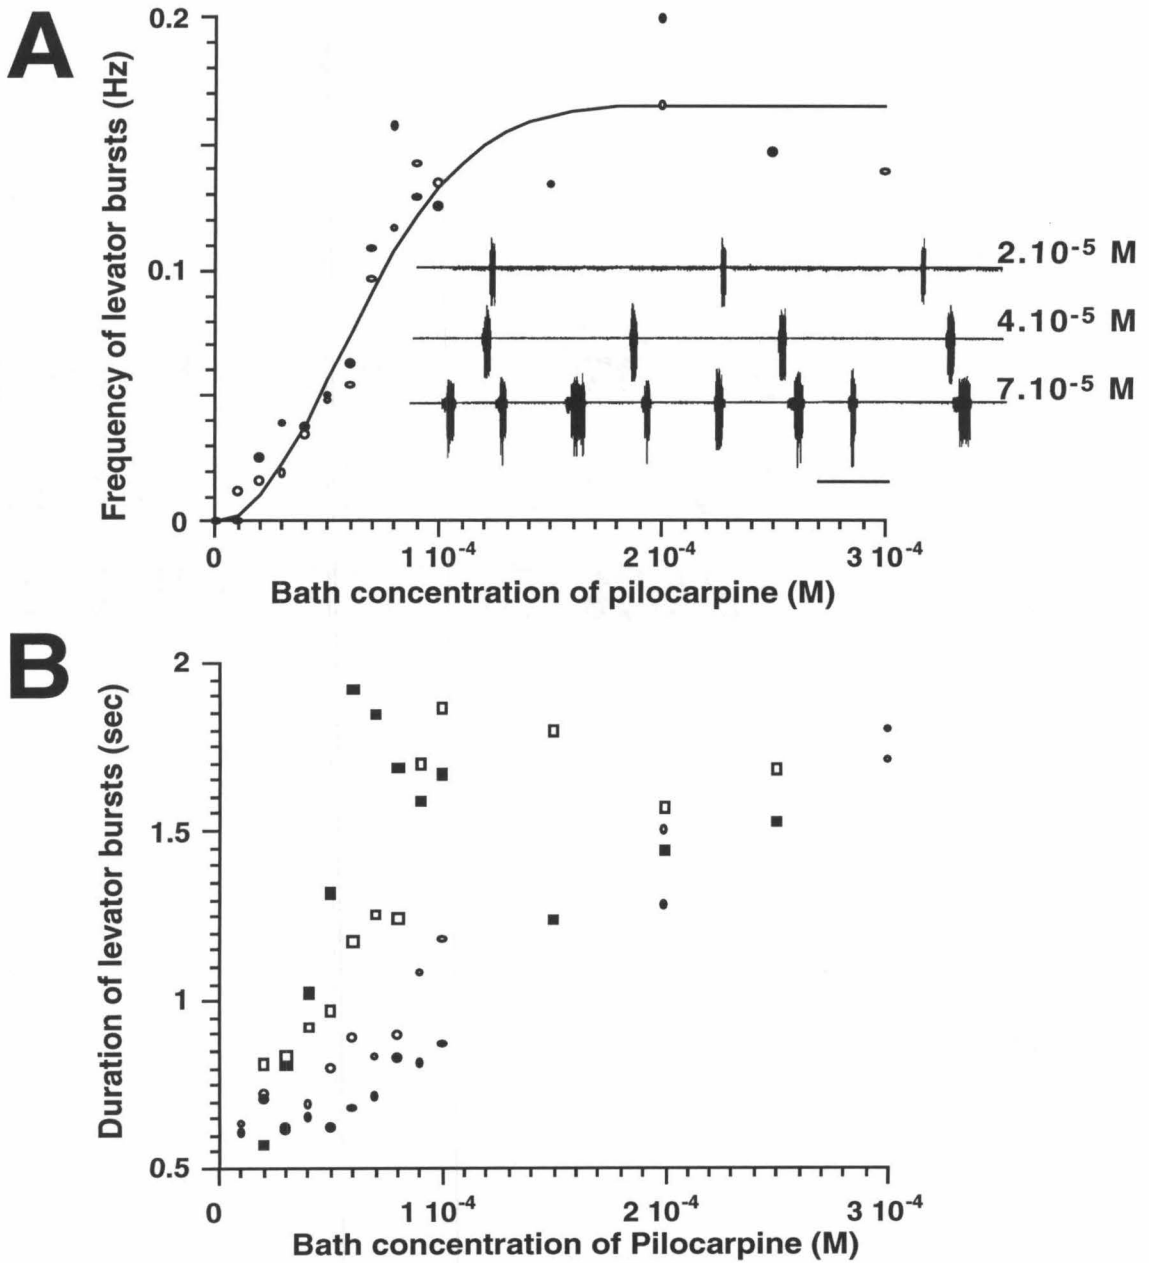 A
Frequency of levator bursts (Hz)
0.2
0.1
0
2.10-5 M
4.10-5 M
7.10-5 M
0
1 10-4
2 10-4
3 10-4
Bath concentration of pilocarpine (M)
B
Duration of levator bursts (sec)
2
1.5
1
0.5
0
1 10-4
2 10-4
3 10-4
Bath concentration of Pilocarpine (M)